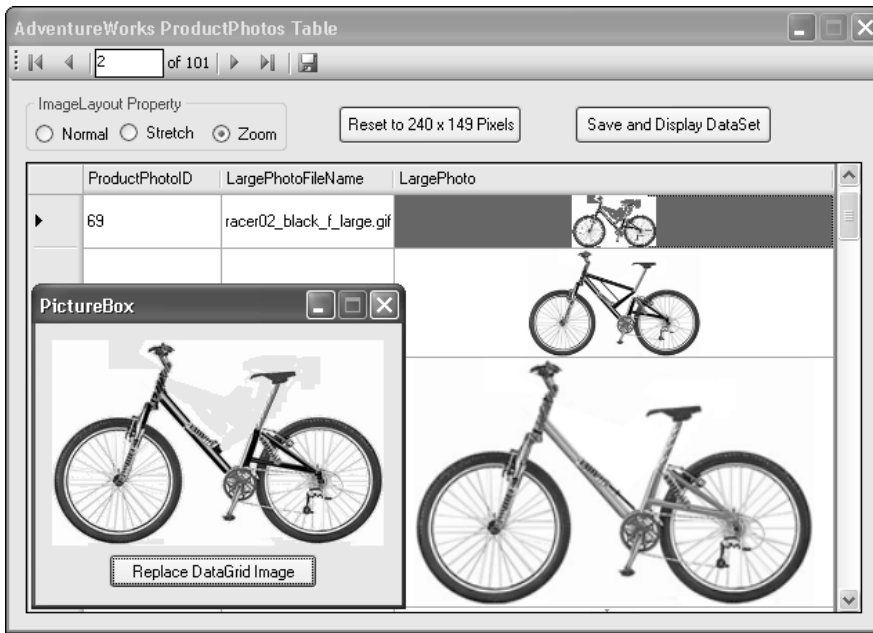 AdventureWorks ProductPhotos Table
2 of 101
ImageLayout Property
Normal Stretch Zoom
Reset to 240 x 149 Pixels
Save and Display DataSet
ProductPhotoID LargePhotoFileName LargePhoto
69 racer02_black_f_large.gif
PictureBox
Replace DataGrid Image